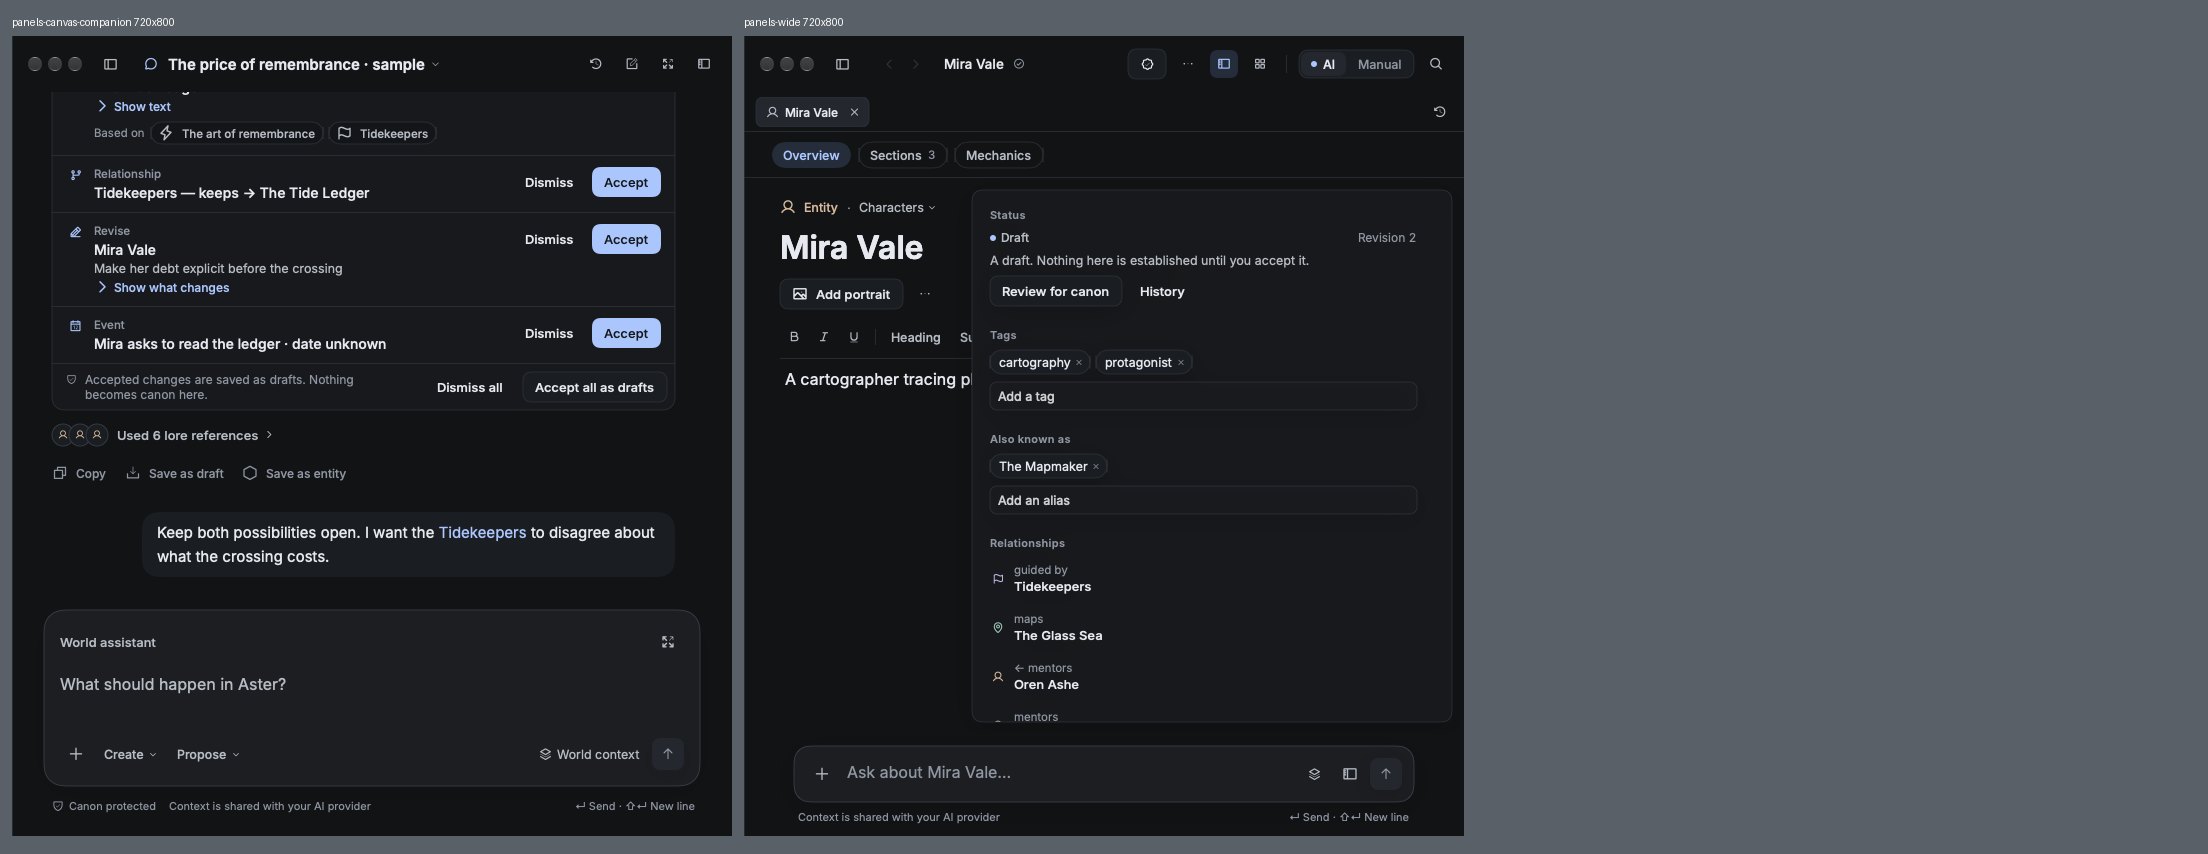 panels-canvas-companion 720x800
The price of remembrance · sample
Show text
Based on The art of remembrance Tidekeepers
Relationship
Tidekeepers — keeps → The Tide Ledger
Dismiss Accept
Revise
Mira Vale
Make her debt explicit before the crossing
Show what changes
Dismiss Accept
Event
Mira asks to read the ledger · date unknown
Dismiss Accept
Accepted changes are saved as drafts. Nothing
becomes canon here.
Dismiss all Accept all as drafts
Used 6 lore references
Copy Save as draft Save as entity
Keep both possibilities open. I want the Tidekeepers to disagree about
what the crossing costs.
World assistant
What should happen in Aster?
Create Propose World context
Canon protected Context is shared with your AI provider ↵ Send · ⇧↵ New line
panels-wide 720x800
Mira Vale
AI Manual
Mira Vale ×
Overview Sections 3 Mechanics
Entity · Characters
Mira Vale
Add portrait ...
B I U Heading Su
A cartographer tracing pl
Status
Draft Revision 2
A draft. Nothing here is established until you accept it.
Review for canon History
Tags
cartography × protagonist ×
Add a tag
Also known as
The Mapmaker ×
Add an alias
Relationships
guided by
Tidekeepers
maps
The Glass Sea
← mentors
Oren Ashe
mentors
Ask about Mira Vale...
Context is shared with your AI provider ↵ Send · ⇧↵ New line